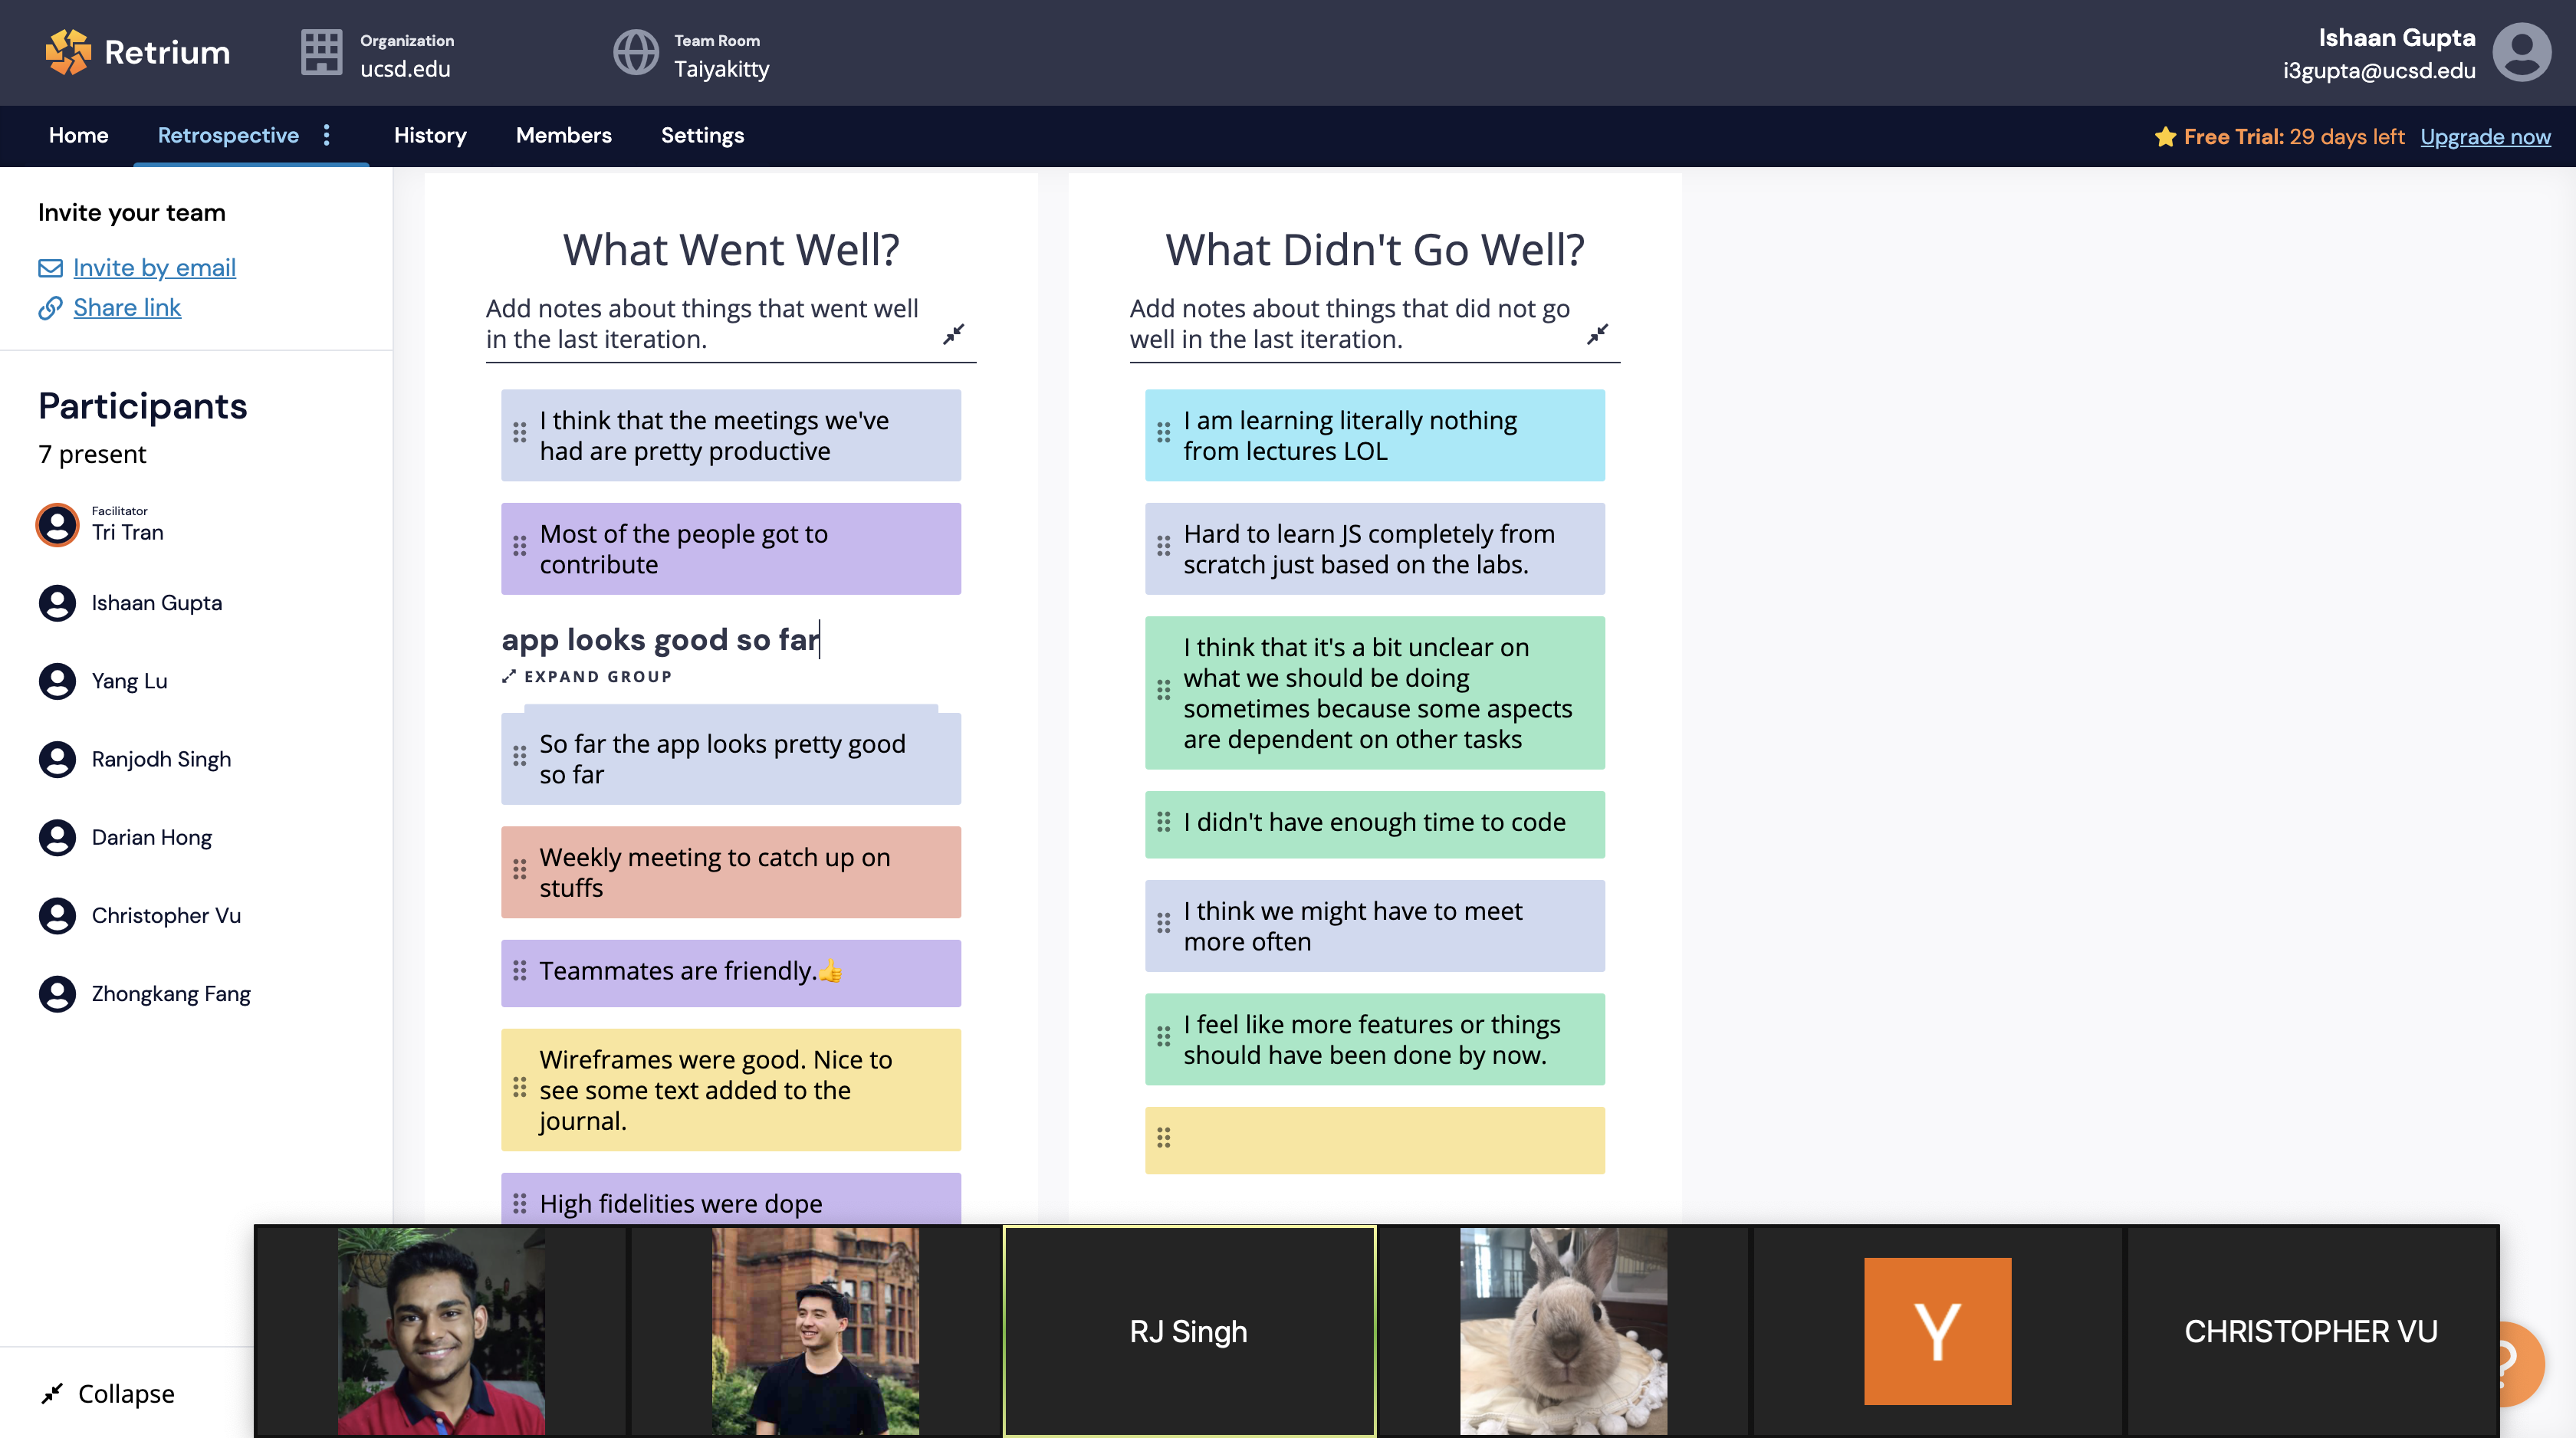 Retrium
Organization
ucsd.edu
Team Room
Taiyakitty
Ishaan Gupta
i3gupta@ucsd.edu
Home
Retrospective
History
Members
Settings
Free Trial: 29 days left
Upgrade now
Invite your team
Invite by email
Share link
Participants
7 present
Facilitator
Tri Tran
Ishaan Gupta
Yang Lu
Ranjodh Singh
Darian Hong
Christopher Vu
Zhongkang Fang
Collapse
What Went Well?
Add notes about things that went well
in the last iteration.
I think that the meetings we've
had are pretty productive
Most of the people got to
contribute
app looks good so far
EXPAND GROUP
So far the app looks pretty good
so far
Weekly meeting to catch up on
stuffs
Teammates are friendly.👍
Wireframes were good. Nice to
see some text added to the
journal.
High fidelities were dope
What Didn't Go Well?
Add notes about things that did not go
well in the last iteration.
I am learning literally nothing
from lectures LOL
Hard to learn JS completely from
scratch just based on the labs.
I think that it's a bit unclear on
what we should be doing
sometimes because some aspects
are dependent on other tasks
I didn't have enough time to code
I think we might have to meet
more often
I feel like more features or things
should have been done by now.
RJ Singh
Y
CHRISTOPHER VU
?